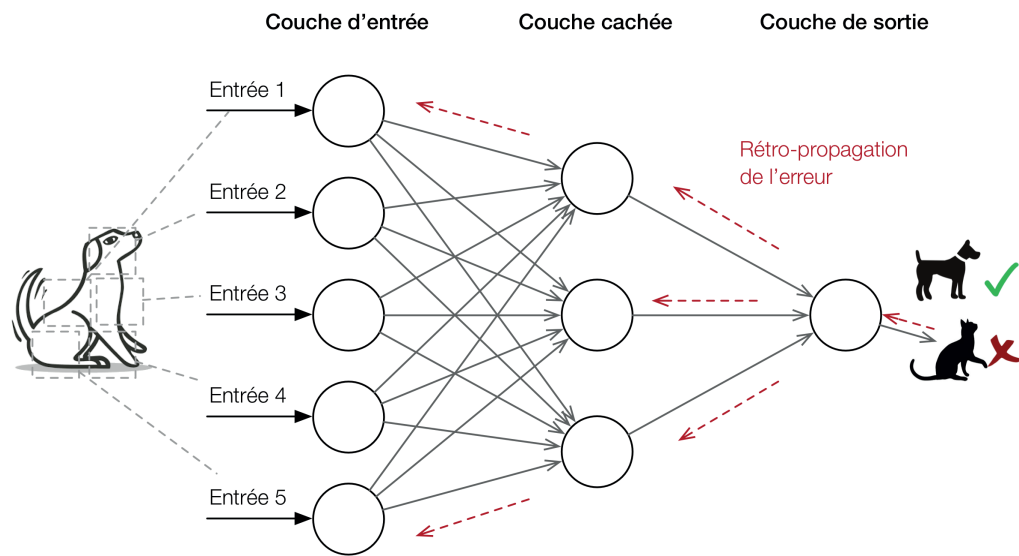 Couche d’entrée
Couche cachée
Couche de sortie
Entrée 1
Entrée 2
Entrée 3
Entrée 4
Entrée 5
Rétro-propagation
de l’erreur